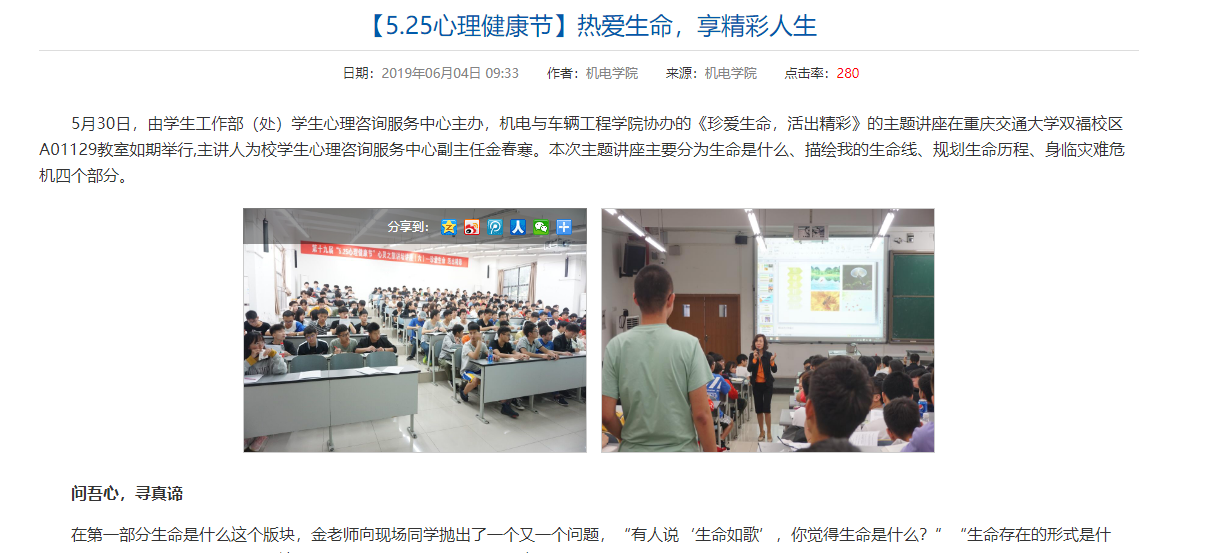 【5.25心理健康节】热爱生命，享精彩人生
日期：2019年06月04日 09:33 作者：机电学院 来源：机电学院 点击率：280
5月30日，由学生工作部（处）学生心理咨询服务中心主办，机电与车辆工程学院协办的《珍爱生命，活出精彩》的主题讲座在重庆交通大学双福校区
A01129教室如期举行,主讲人为校学生心理咨询服务中心副主任金春寒。本次主题讲座主要分为生命是什么、描绘我的生命线、规划生命历程、身临灾难危
机四个部分。
分享到：
第十九届“5.25心理健康节”
问吾心，寻真谛
在第一部分生命是什么这个版块，金老师向现场同学抛出了一个又一个问题，“有人说‘生命如歌’，你觉得生命是什么？”“生命存在的形式是什